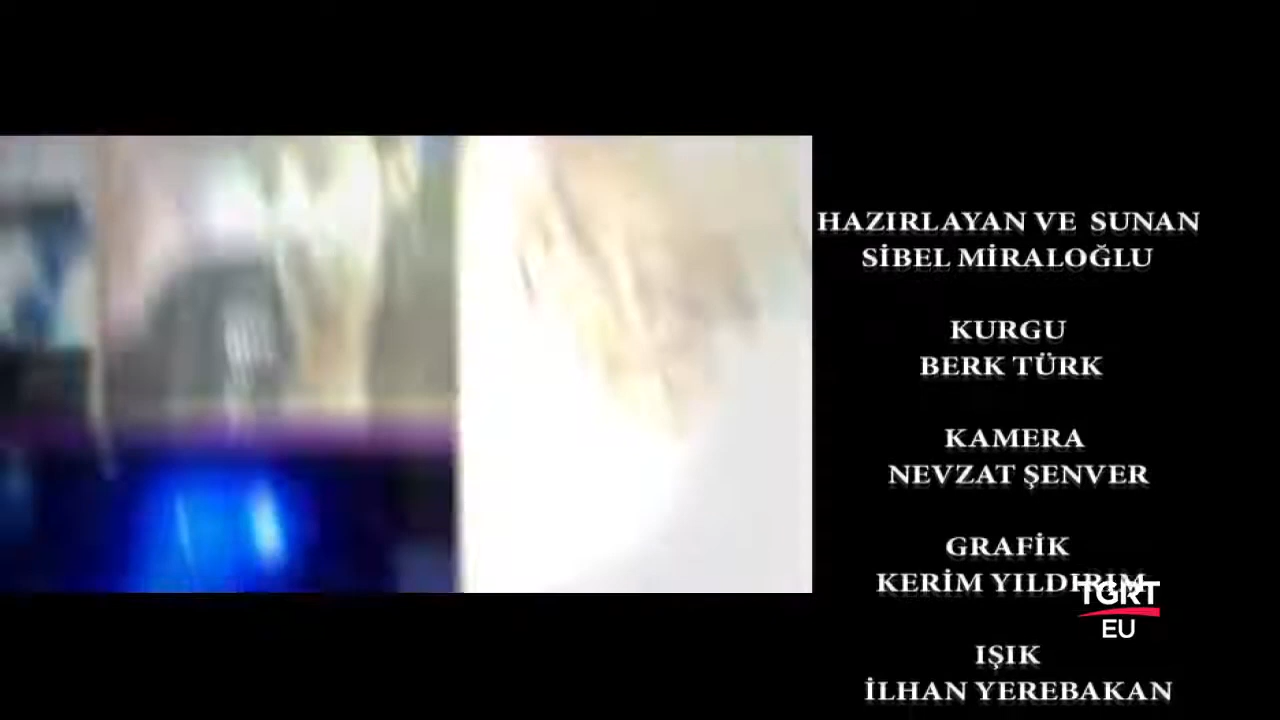 HAZIRLAYAN VE SUNAN
SİBEL MİRALOĞLU
KURGU
BERK TÜRK
KAMERA
NEVZAT ŞENVER
GRAFİK
KERİM YILDIRIM
TGRT
EU
IŞIK
İLHAN YEREBAKAN